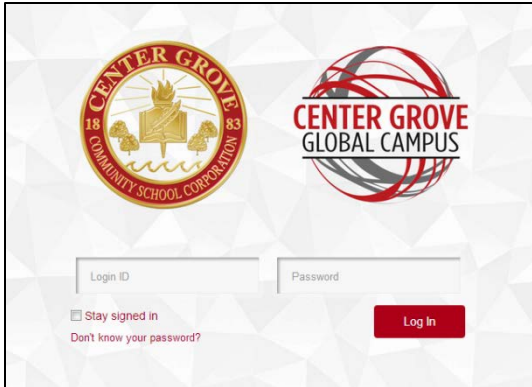 CENTER GROVE
18 83
COMMUNITY SCHOOL CORPORATION
CENTER GROVE
GLOBAL CAMPUS
Login ID
Password
Stay signed in
Log In
Don't know your password?